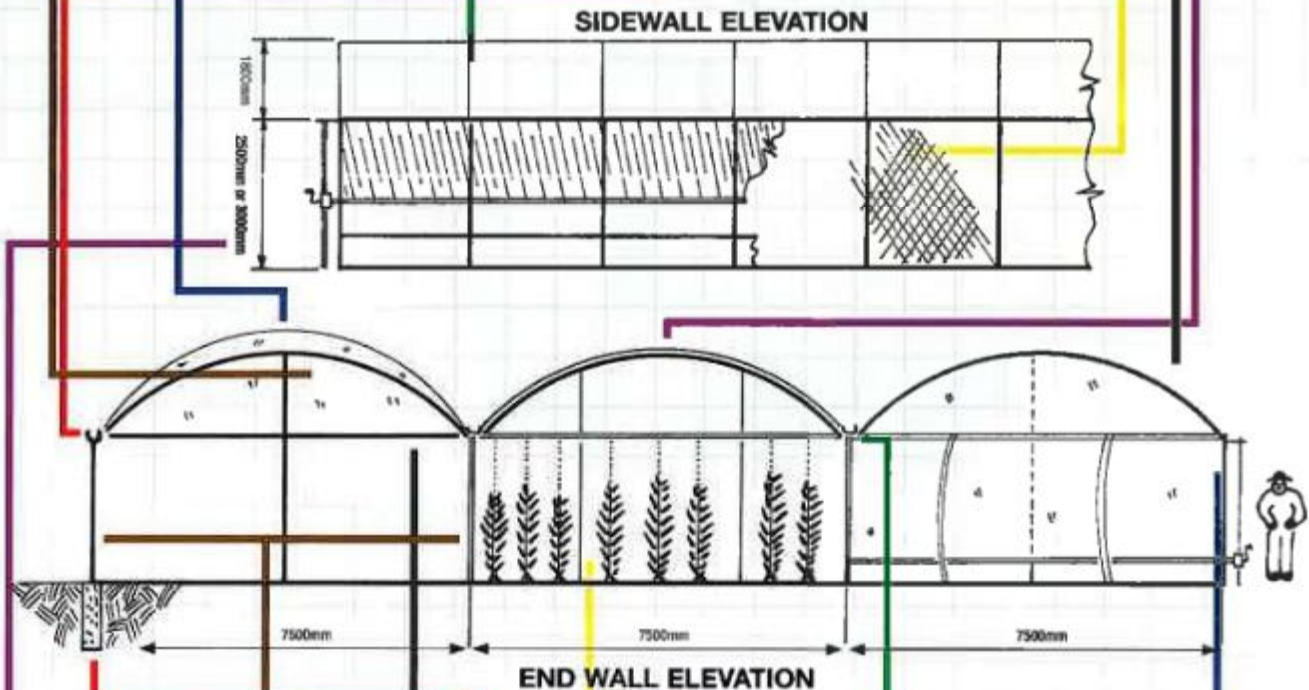 SIDEWALL ELEVATION
1800mm
2500mm or 3000mm
7500mm
7500mm
7500mm
END WALL ELEVATION